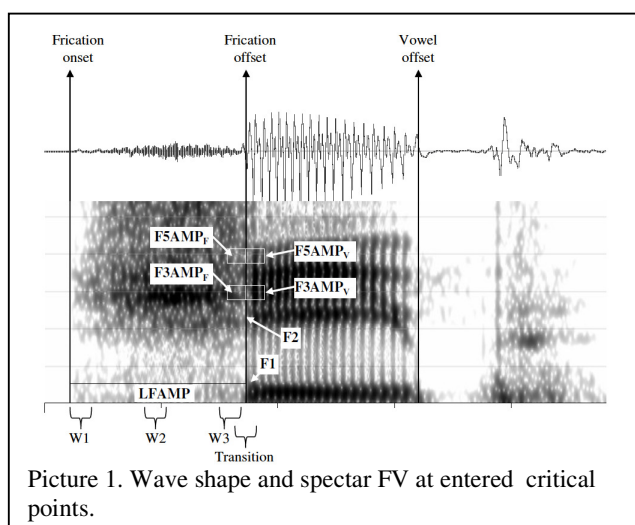 Frication onset
Frication offset
Vowel offset
F5AMP_F
F5AMP_V
F3AMP_F
F3AMP_V
F2
F1
LFAMP
W1
W2
W3
Transition
Picture 1. Wave shape and spectar FV at entered critical
points.